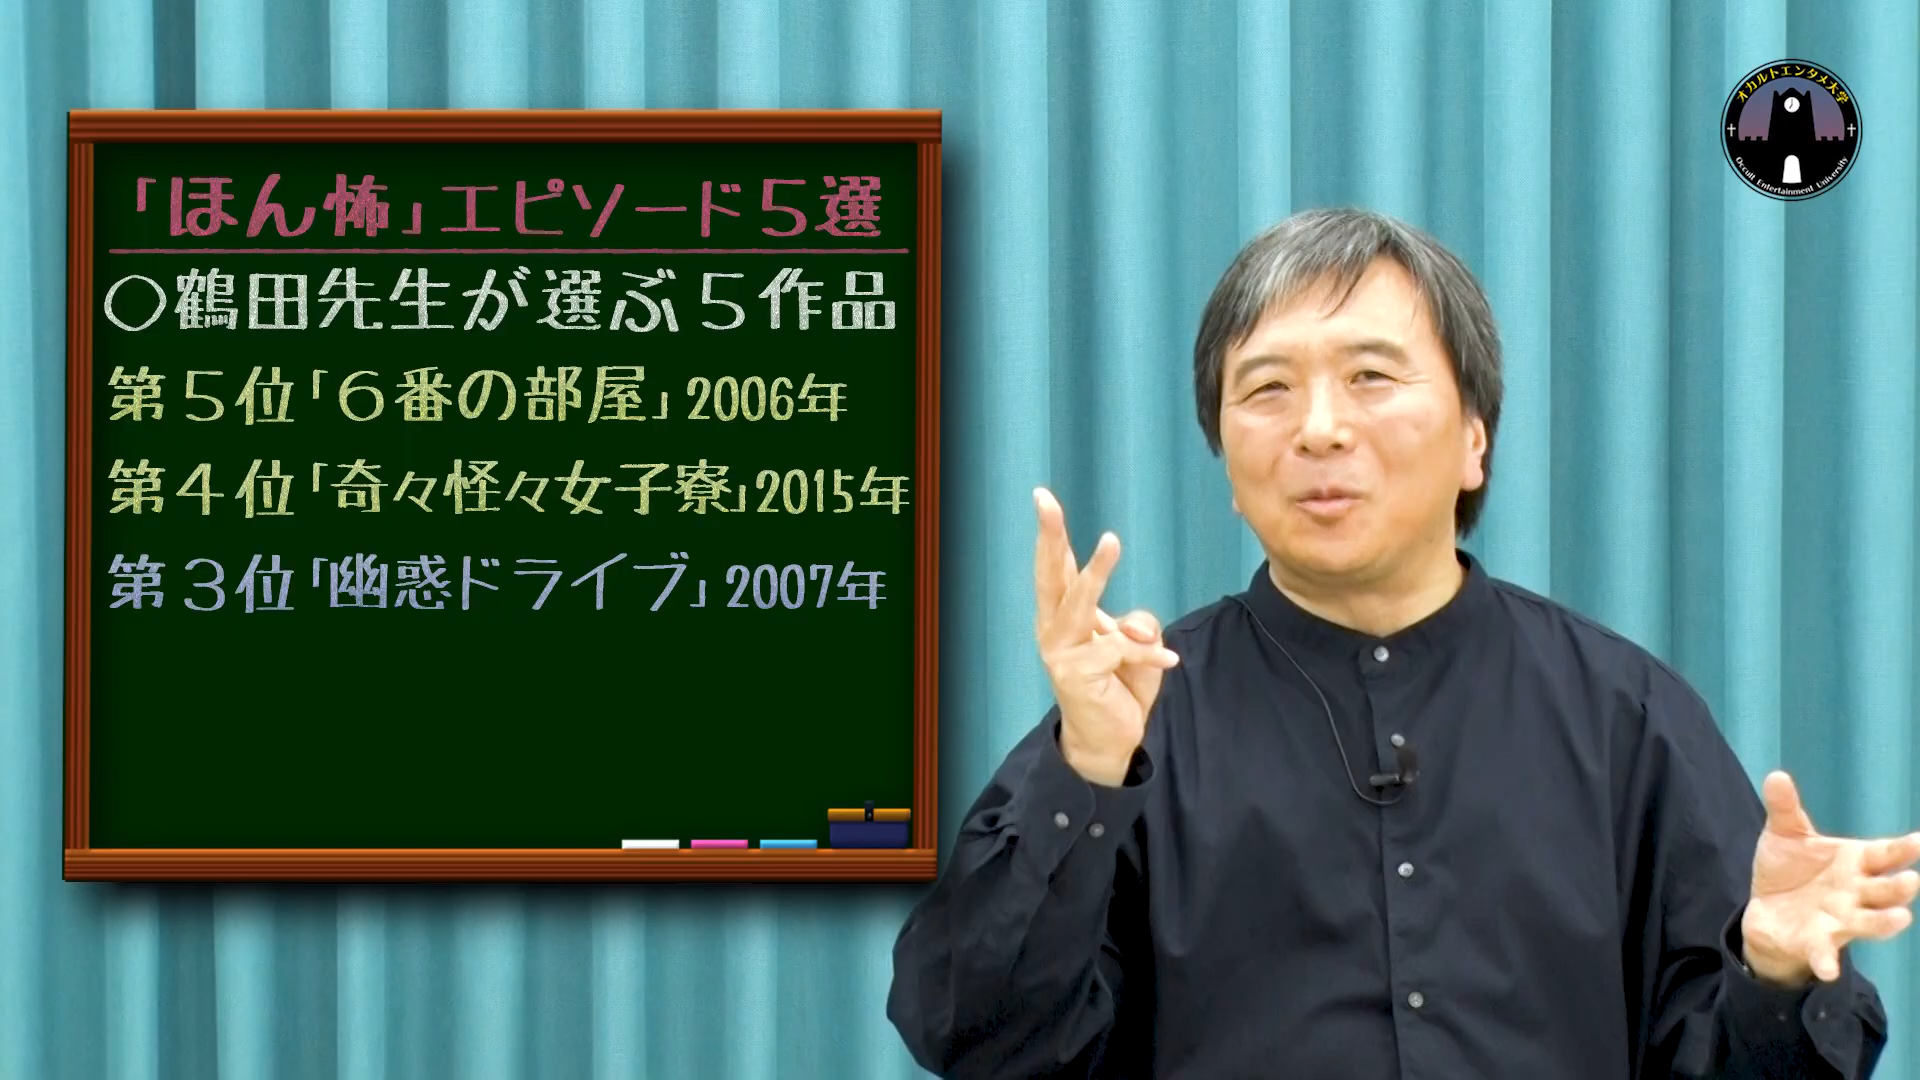 「ほん怖」エピソード５選
○鶴田先生が選ぶ５作品
第５位「６番の部屋」2006年
第４位「奇々怪々女子寮」2015年
第３位「幽惑ドライブ」2007年
オカルトエンタメ大学
Occult Entertainment University